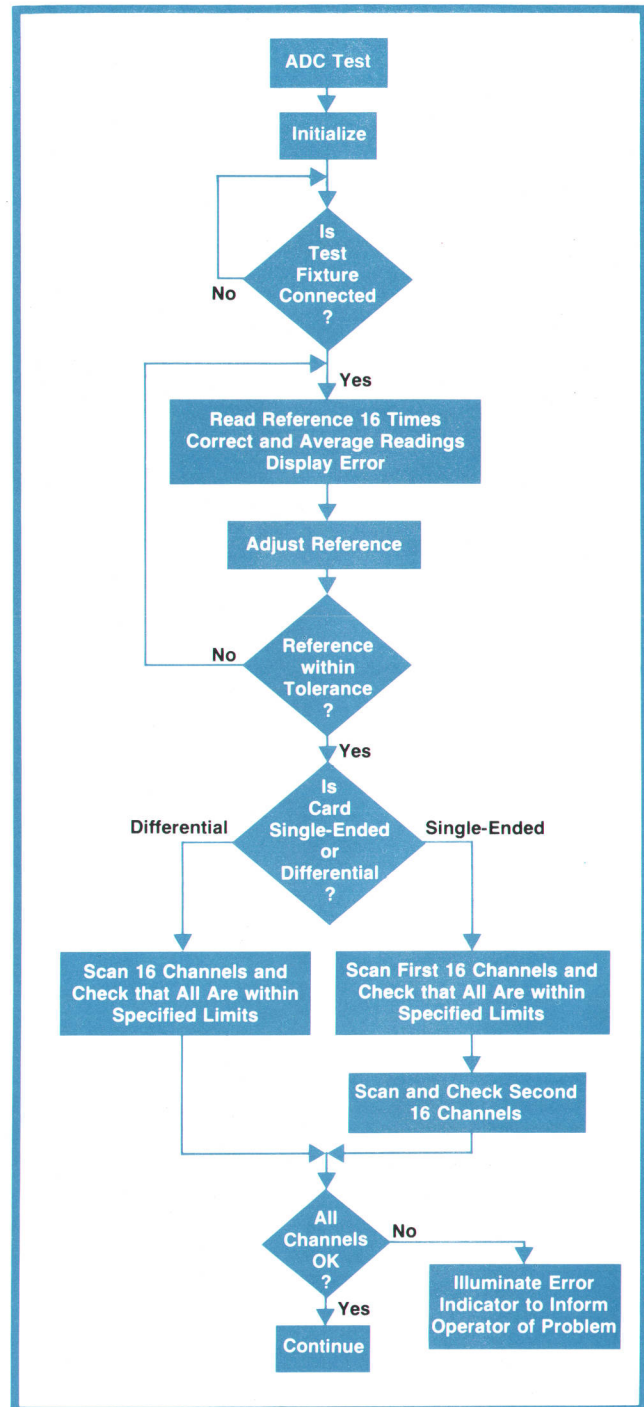 ADC Test
Initialize
Is
Test
Fixture
Connected
?
No
Yes
Read Reference 16 Times
Correct and Average Readings
Display Error
Adjust Reference
Reference
within
Tolerance
?
No
Yes
Is
Card
Single-Ended
or
Differential
?
Differential
Single-Ended
Scan 16 Channels and
Check that All Are within
Specified Limits
Scan First 16 Channels and
Check that All Are within
Specified Limits
Scan and Check Second
16 Channels
All
Channels
OK
?
No
Yes
Illuminate Error
Indicator to Inform
Operator of Problem
Continue